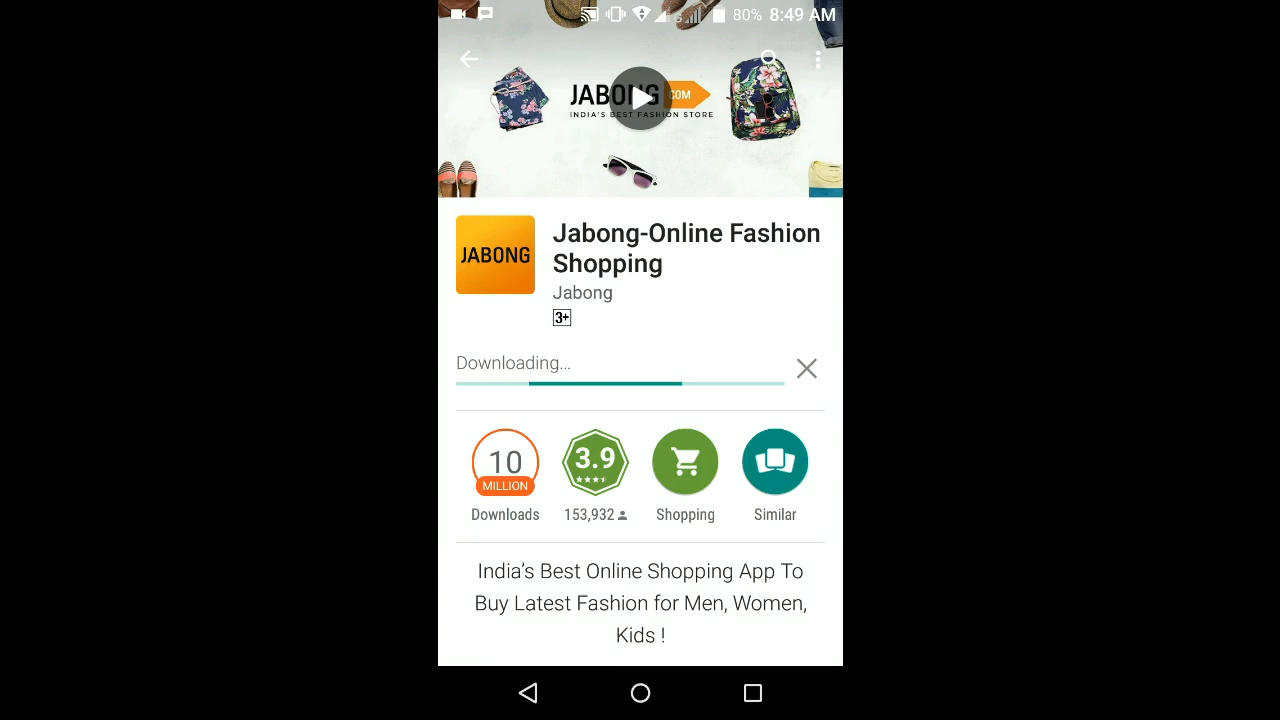 80% 8:49 AM
JABONG COM
INDIA'S BEST FASHION STORE
JABONG
Jabong-Online Fashion
Shopping
Jabong
3+
Downloading...
10
MILLION
3.9
Downloads
153,932
Shopping
Similar
India’s Best Online Shopping App To
Buy Latest Fashion for Men, Women,
Kids !